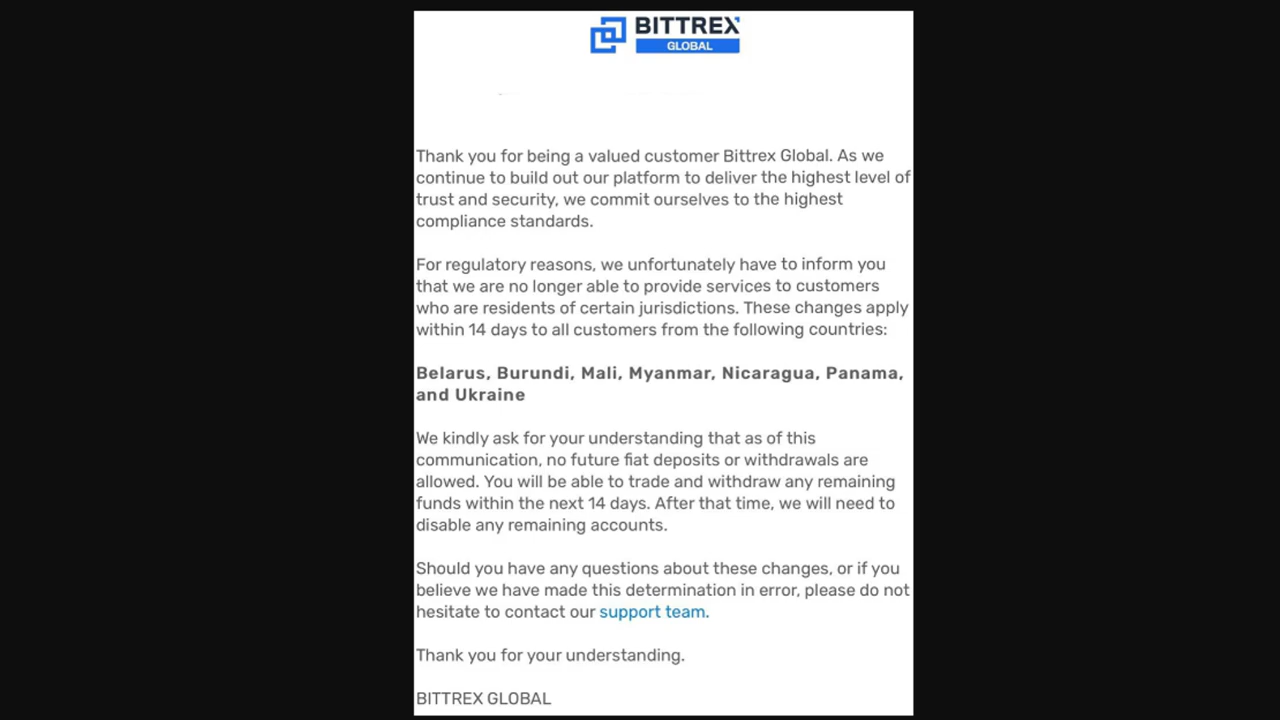 BITTREX
GLOBAL
Thank you for being a valued customer Bittrex Global. As we
continue to build out our platform to deliver the highest level of
trust and security, we commit ourselves to the highest
compliance standards.
For regulatory reasons, we unfortunately have to inform you
that we are no longer able to provide services to customers
who are residents of certain jurisdictions. These changes apply
within 14 days to all customers from the following countries:
Belarus, Burundi, Mali, Myanmar, Nicaragua, Panama,
and Ukraine
We kindly ask for your understanding that as of this
communication, no future fiat deposits or withdrawals are
allowed. You will be able to trade and withdraw any remaining
funds within the next 14 days. After that time, we will need to
disable any remaining accounts.
Should you have any questions about these changes, or if you
believe we have made this determination in error, please do not
hesitate to contact our support team.
Thank you for your understanding.
BITTREX GLOBAL